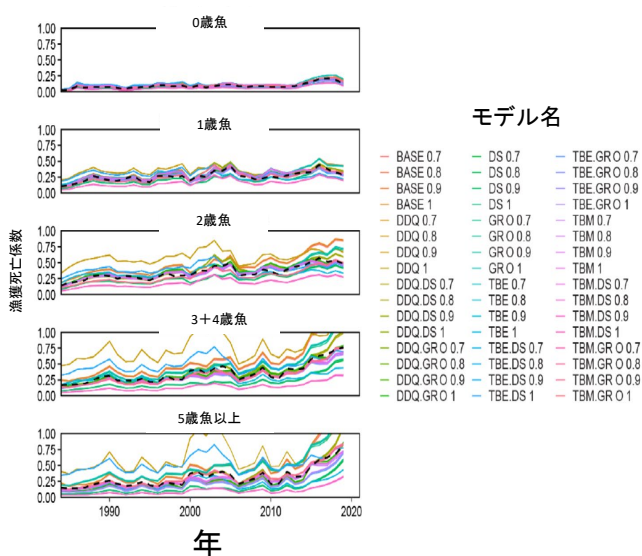 0歳魚
1.00
0.75
0.50
0.25
0.00
1歳魚
1.00
0.75
0.50
0.25
0.00
2歳魚
1.00
0.75
0.50
0.25
0.00
3+4歳魚
1.00
0.75
0.50
0.25
0.00
5歳魚以上
1.00
0.75
0.50
0.25
0.00
1990
2000
2010
2020
漁獲死亡係数
年
モデル名
BASE 0.7
BASE 0.8
BASE 0.9
BASE 1
DDQ 0.7
DDQ 0.8
DDQ 0.9
DDQ 1
DDQ.DS 0.7
DDQ.DS 0.8
DDQ.DS 0.9
DDQ.DS 1
DDQ.GRO 0.7
DDQ.GRO 0.8
DDQ.GRO 0.9
DDQ.GRO 1
DS 0.7
DS 0.8
DS 0.9
DS 1
GRO 0.7
GRO 0.8
GRO 0.9
GRO 1
TBE 0.7
TBE 0.8
TBE 0.9
TBE 1
TBE.DS 0.7
TBE.DS 0.8
TBE.DS 0.9
TBE.DS 1
TBE.GRO 0.7
TBE.GRO 0.8
TBE.GRO 0.9
TBE.GRO 1
TBM 0.7
TBM 0.8
TBM 0.9
TBM 1
TBM.DS 0.7
TBM.DS 0.8
TBM.DS 0.9
TBM.DS 1
TBM.GRO 0.7
TBM.GRO 0.8
TBM.GRO 0.9
TBM.GRO 1